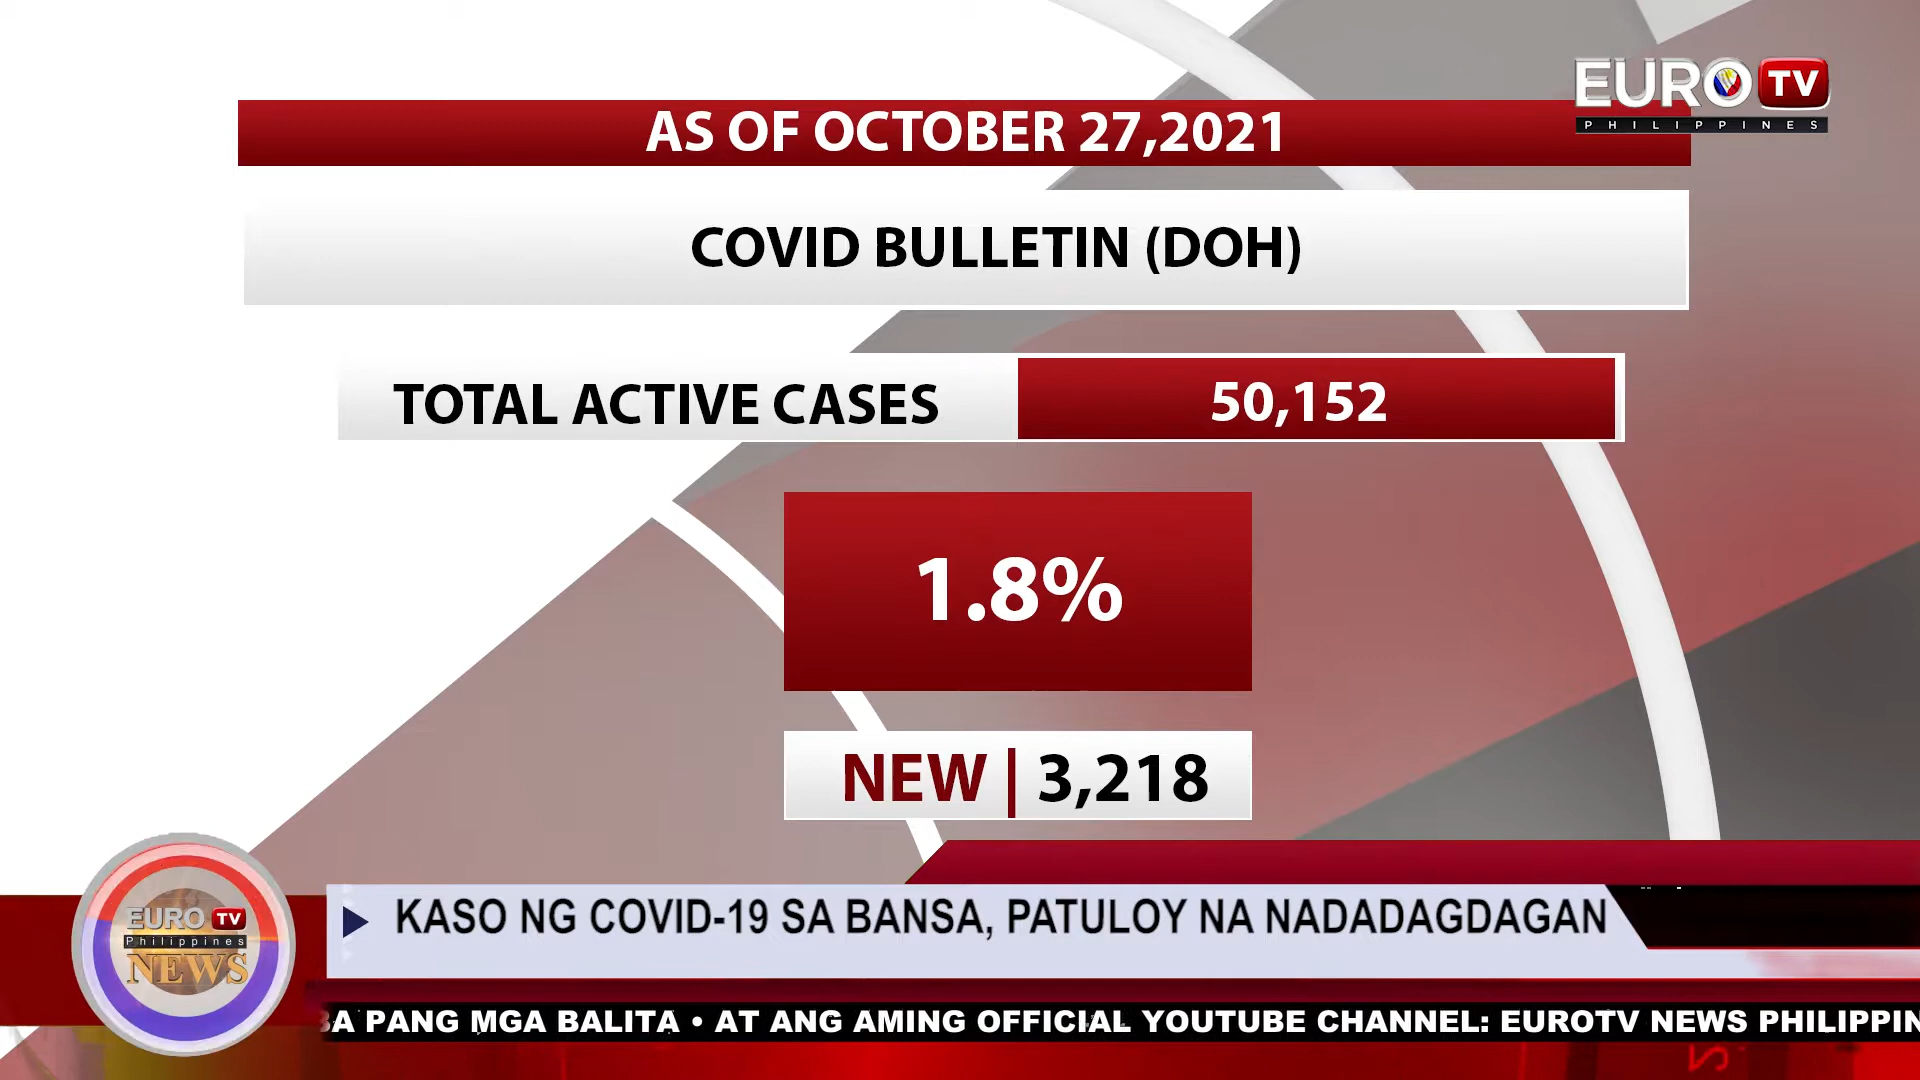 EURO TV
PHILIPPINES
AS OF OCTOBER 27,2021
COVID BULLETIN (DOH)
TOTAL ACTIVE CASES 50,152
1.8%
NEW | 3,218
KASO NG COVID-19 SA BANSA, PATULOY NA NADADAGDAGAN
EURO TV
Philippines
NEWS
PANG MGA BALITA • AT ANG AMING OFFICIAL YOUTUBE CHANNEL: EUROTV NEWS PHILIPPIN